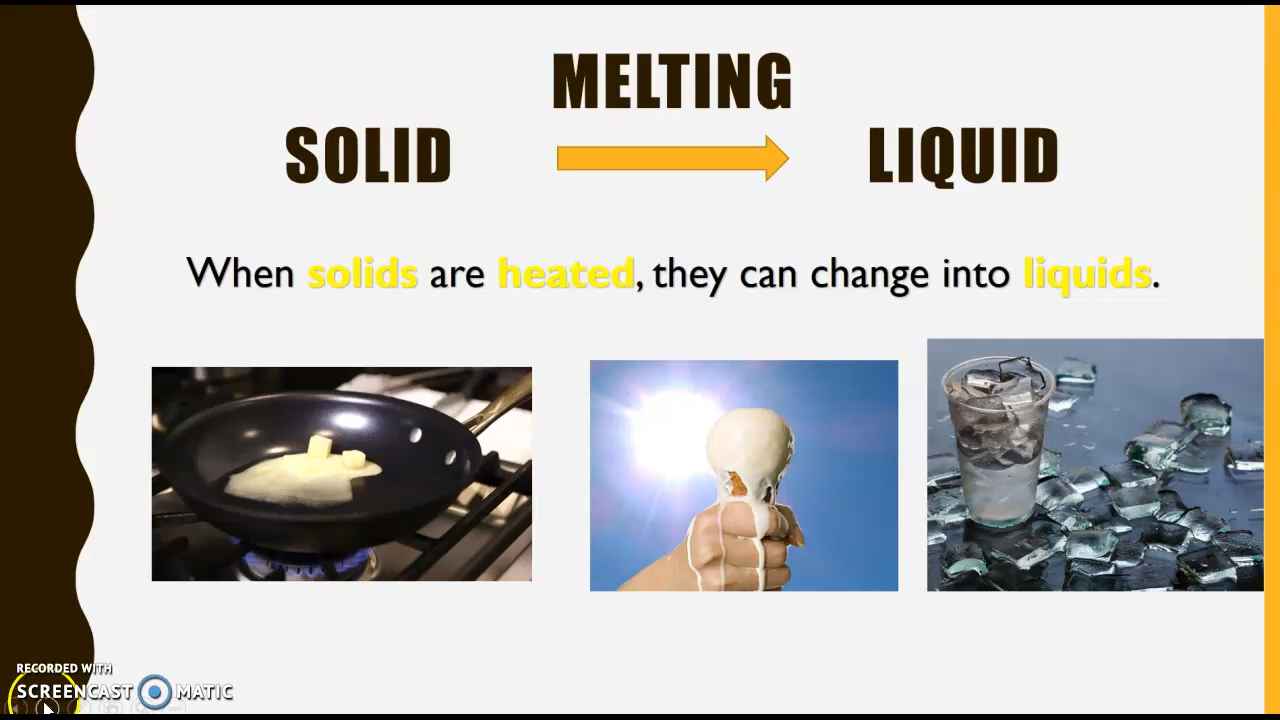 MELTING
SOLID LIQUID
When solids are heated, they can change into liquids.
RECORDED WITH
SCREENCAST MATIC